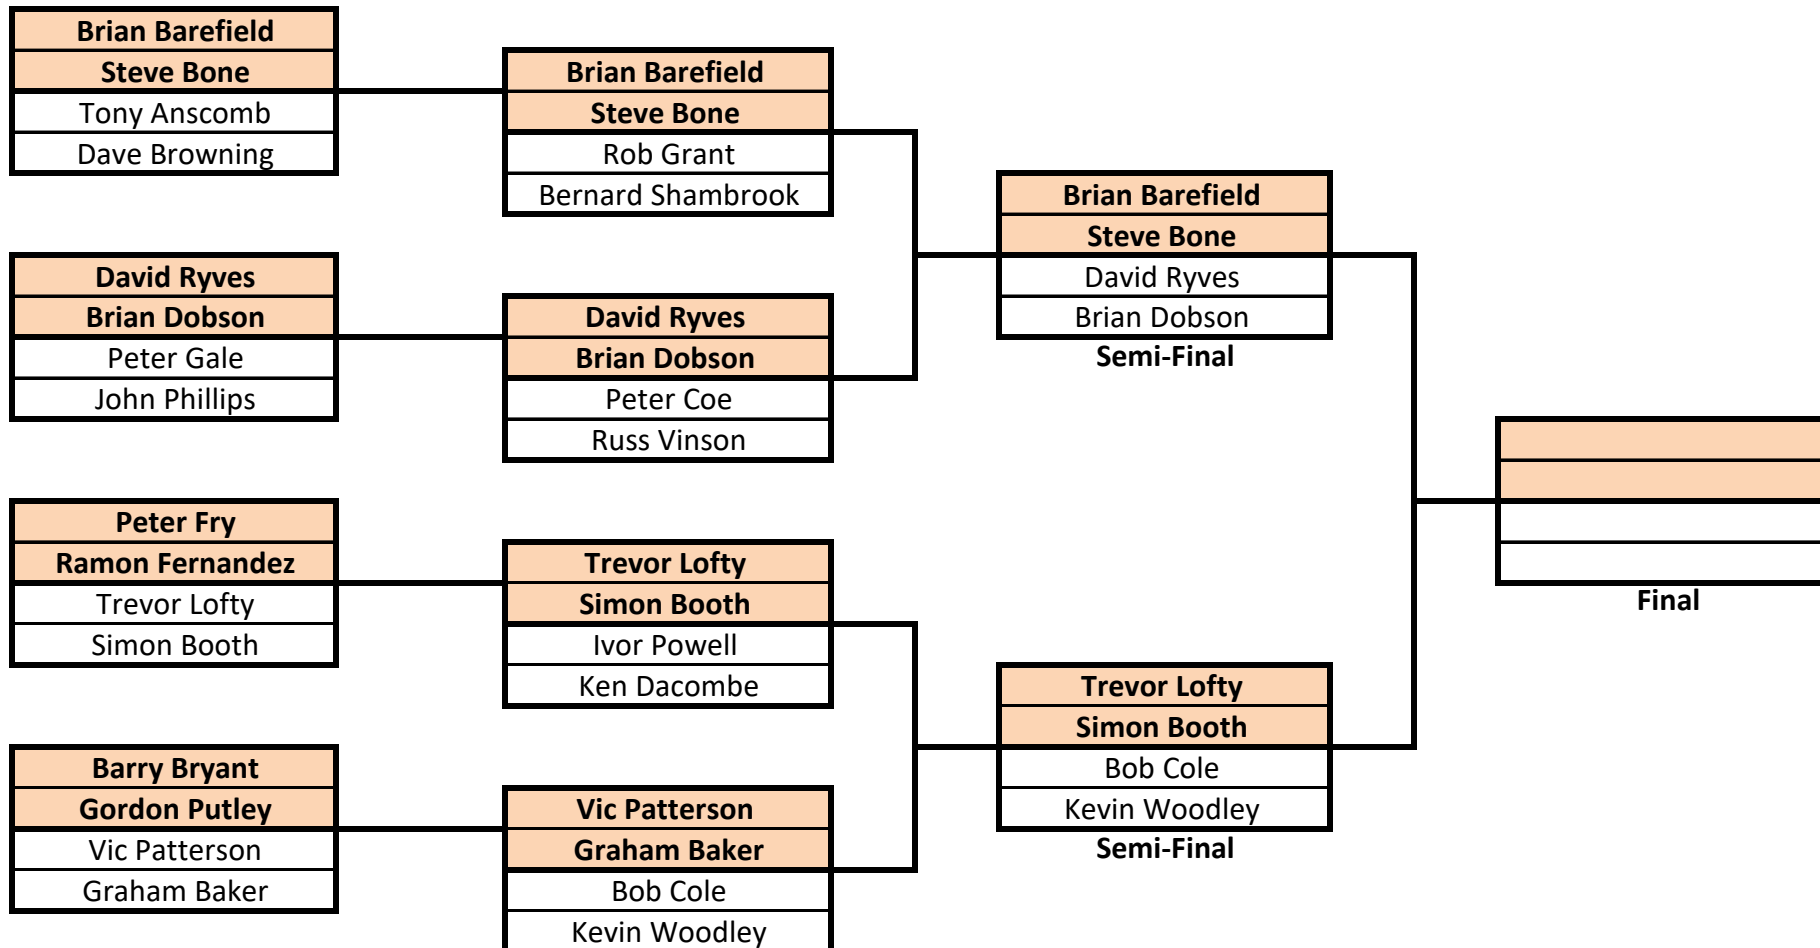 Brian Barefield
Steve Bone
Tony Anscomb
Dave Browning
David Ryves
Brian Dobson
Peter Gale
John Phillips
Peter Fry
Ramon Fernandez
Trevor Lofty
Simon Booth
Barry Bryant
Gordon Putley
Vic Patterson
Graham Baker
Brian Barefield
Steve Bone
Rob Grant
Bernard Shambrook
David Ryves
Brian Dobson
Peter Coe
Russ Vinson
Trevor Lofty
Simon Booth
Ivor Powell
Ken Dacombe
Vic Patterson
Graham Baker
Bob Cole
Kevin Woodley
Brian Barefield
Steve Bone
David Ryves
Brian Dobson
Semi-Final
Trevor Lofty
Simon Booth
Bob Cole
Kevin Woodley
Semi-Final
Final